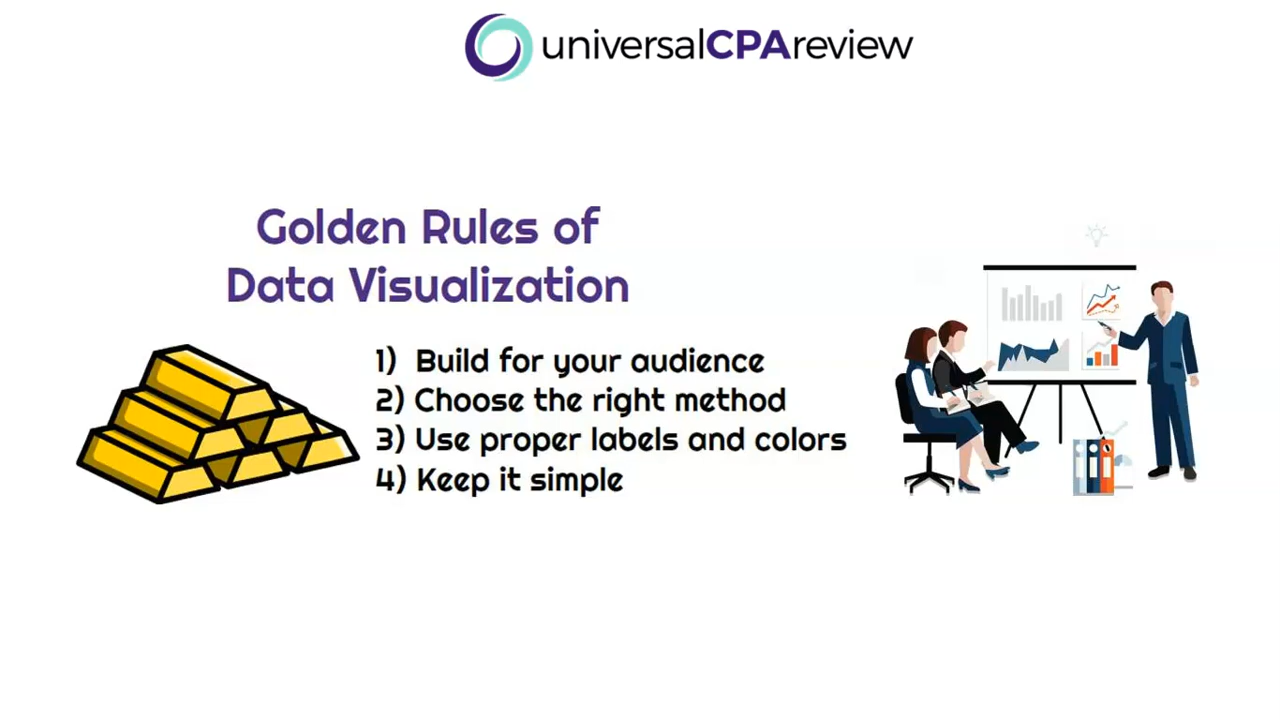 universalCPAreview
Golden Rules of
Data Visualization
1) Build for your audience
2) Choose the right method
3) Use proper labels and colors
4) Keep it simple